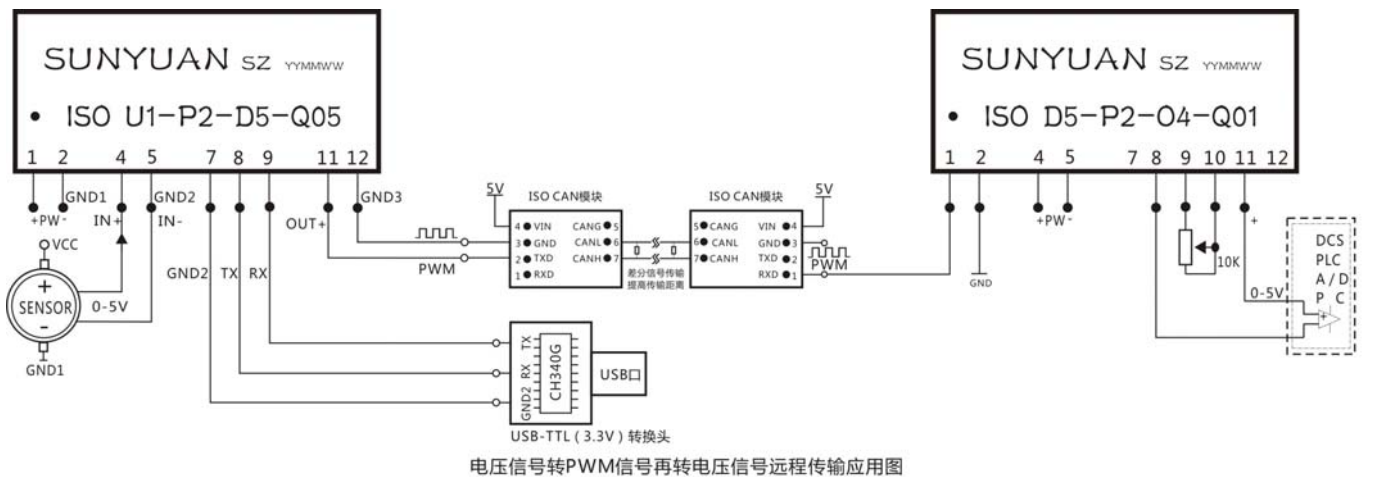 SUNYUAN SZ YYMMWW
ISO U1-P2-D5-Q05
1 2 4 5 7 8 9 11 12
GND1
GND2
GND3
+PW-
IN+
IN-
OUT+
VCC
+
SENSOR
-
0-5V
GND1
GND2
TX
RX
PWM
5V
ISO CAN模块
4 VIN CANG 5
3 GND CANL 6
2 TXD CANH 7
1 RXD
差分信号传输
提高传输距离
ISO CAN模块
5V
5 CANG VIN 4
6 CANL GND 3
7 CANH TXD 2
RXD 1
PWM
TX
RX
GND2
CH340G
USB口
USB-TTL(3.3V)转换头
SUNYUAN SZ YYMMWW
ISO D5-P2-O4-Q01
1 2 4 5 7 8 9 10 11 12
+PW-
+
GND
10K
0-5V
DCS
PLC
A/D
P C
+
电压信号转PWM信号再转电压信号远程传输应用图